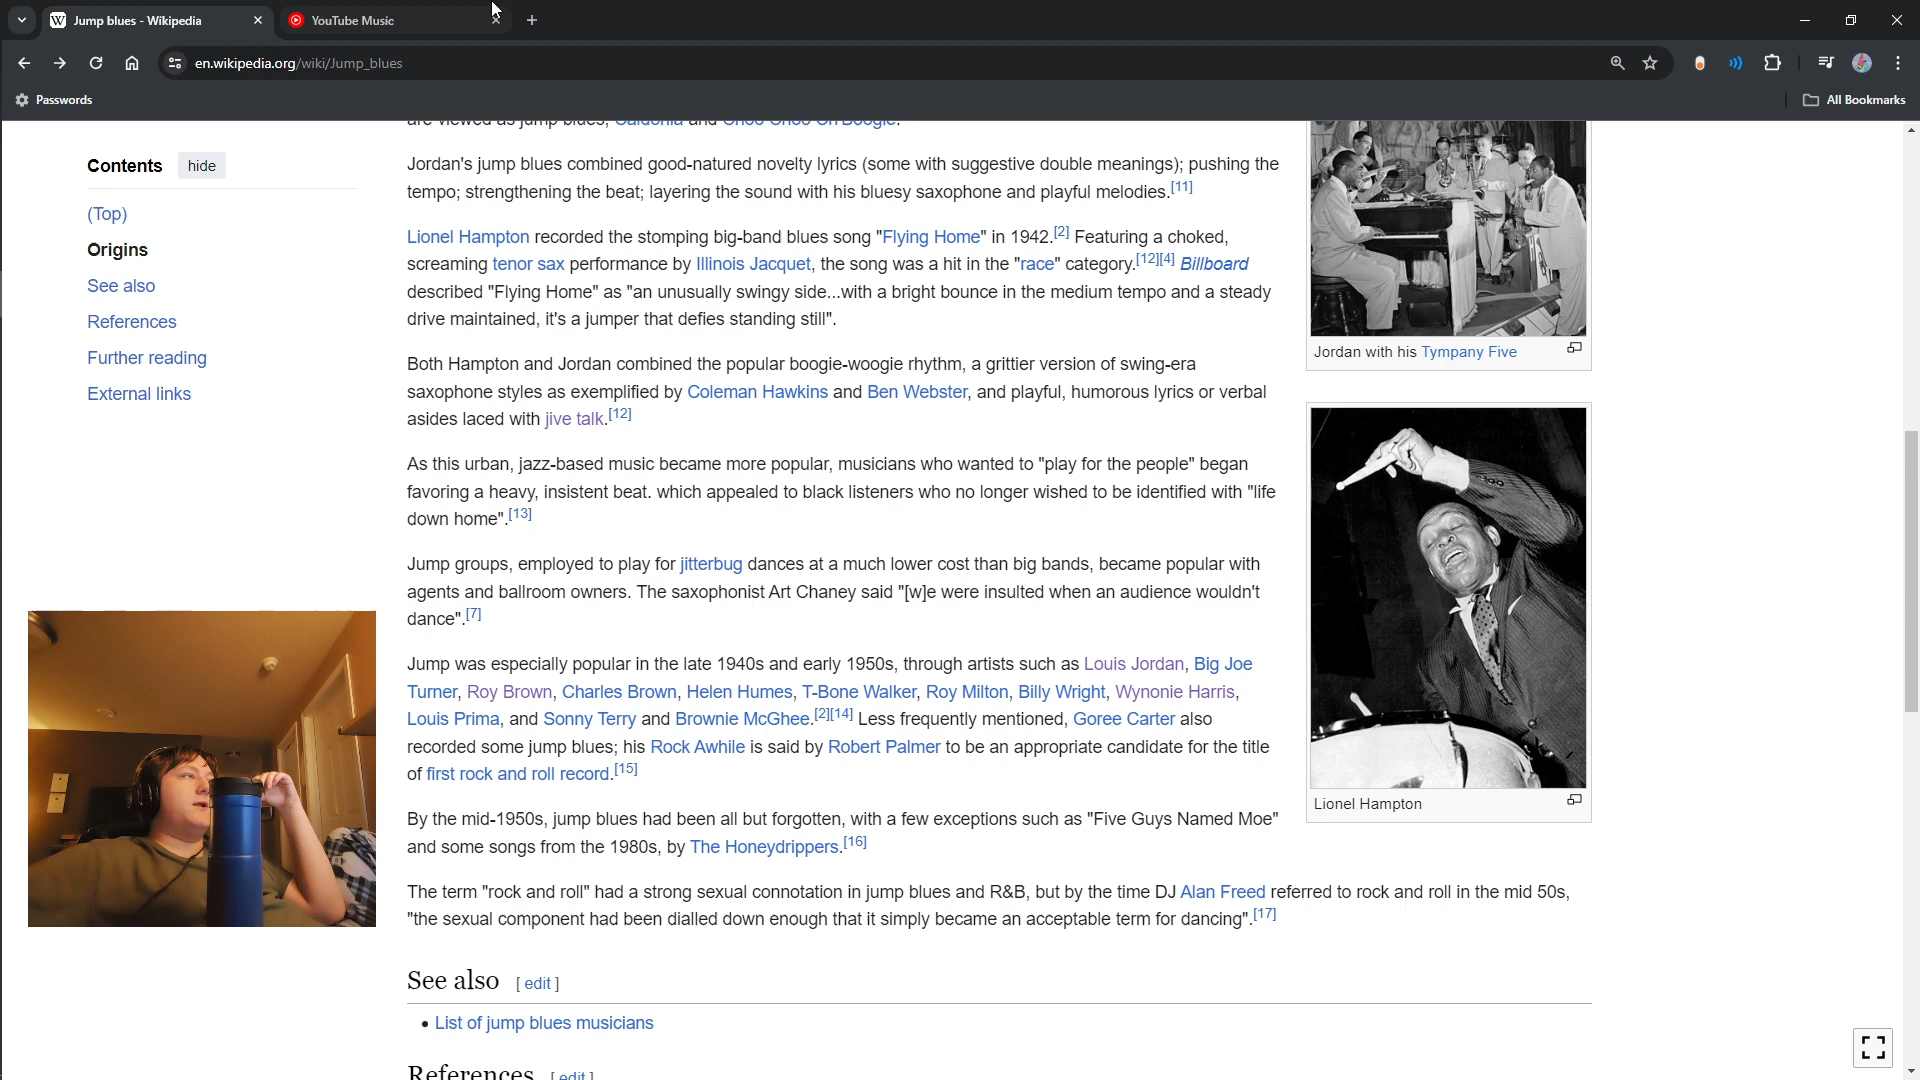 Jump blues - Wikipedia
YouTube Music
en.wikipedia.org/wiki/Jump_blues
Passwords
All Bookmarks
Contents hide
(Top)
Origins
See also
References
Further reading
External links
are viewed as jump blues, Caldonia and Choo Choo Ch'Boogie.
Jordan's jump blues combined good-natured novelty lyrics (some with suggestive double meanings); pushing the
tempo; strengthening the beat; layering the sound with his bluesy saxophone and playful melodies.[11]
Lionel Hampton recorded the stomping big-band blues song "Flying Home" in 1942.[2] Featuring a choked,
screaming tenor sax performance by Illinois Jacquet, the song was a hit in the "race" category.[12][4] Billboard
described "Flying Home" as "an unusually swingy side...with a bright bounce in the medium tempo and a steady
drive maintained, it's a jumper that defies standing still".
Both Hampton and Jordan combined the popular boogie-woogie rhythm, a grittier version of swing-era
saxophone styles as exemplified by Coleman Hawkins and Ben Webster, and playful, humorous lyrics or verbal
asides laced with jive talk.[12]
As this urban, jazz-based music became more popular, musicians who wanted to "play for the people" began
favoring a heavy, insistent beat. which appealed to black listeners who no longer wished to be identified with "life
down home".[13]
Jump groups, employed to play for jitterbug dances at a much lower cost than big bands, became popular with
agents and ballroom owners. The saxophonist Art Chaney said "[w]e were insulted when an audience wouldn't
dance".[7]
Jump was especially popular in the late 1940s and early 1950s, through artists such as Louis Jordan, Big Joe
Turner, Roy Brown, Charles Brown, Helen Humes, T-Bone Walker, Roy Milton, Billy Wright, Wynonie Harris,
Louis Prima, and Sonny Terry and Brownie McGhee.[2][14] Less frequently mentioned, Goree Carter also
recorded some jump blues; his Rock Awhile is said by Robert Palmer to be an appropriate candidate for the title
of first rock and roll record.[15]
By the mid-1950s, jump blues had been all but forgotten, with a few exceptions such as "Five Guys Named Moe"
and some songs from the 1980s, by The Honeydrippers.[16]
The term "rock and roll" had a strong sexual connotation in jump blues and R&B, but by the time DJ Alan Freed referred to rock and roll in the mid 50s,
"the sexual component had been dialled down enough that it simply became an acceptable term for dancing".[17]
Jordan with his Tympany Five
Lionel Hampton
See also [ edit ]
• List of jump blues musicians
References [ edit ]